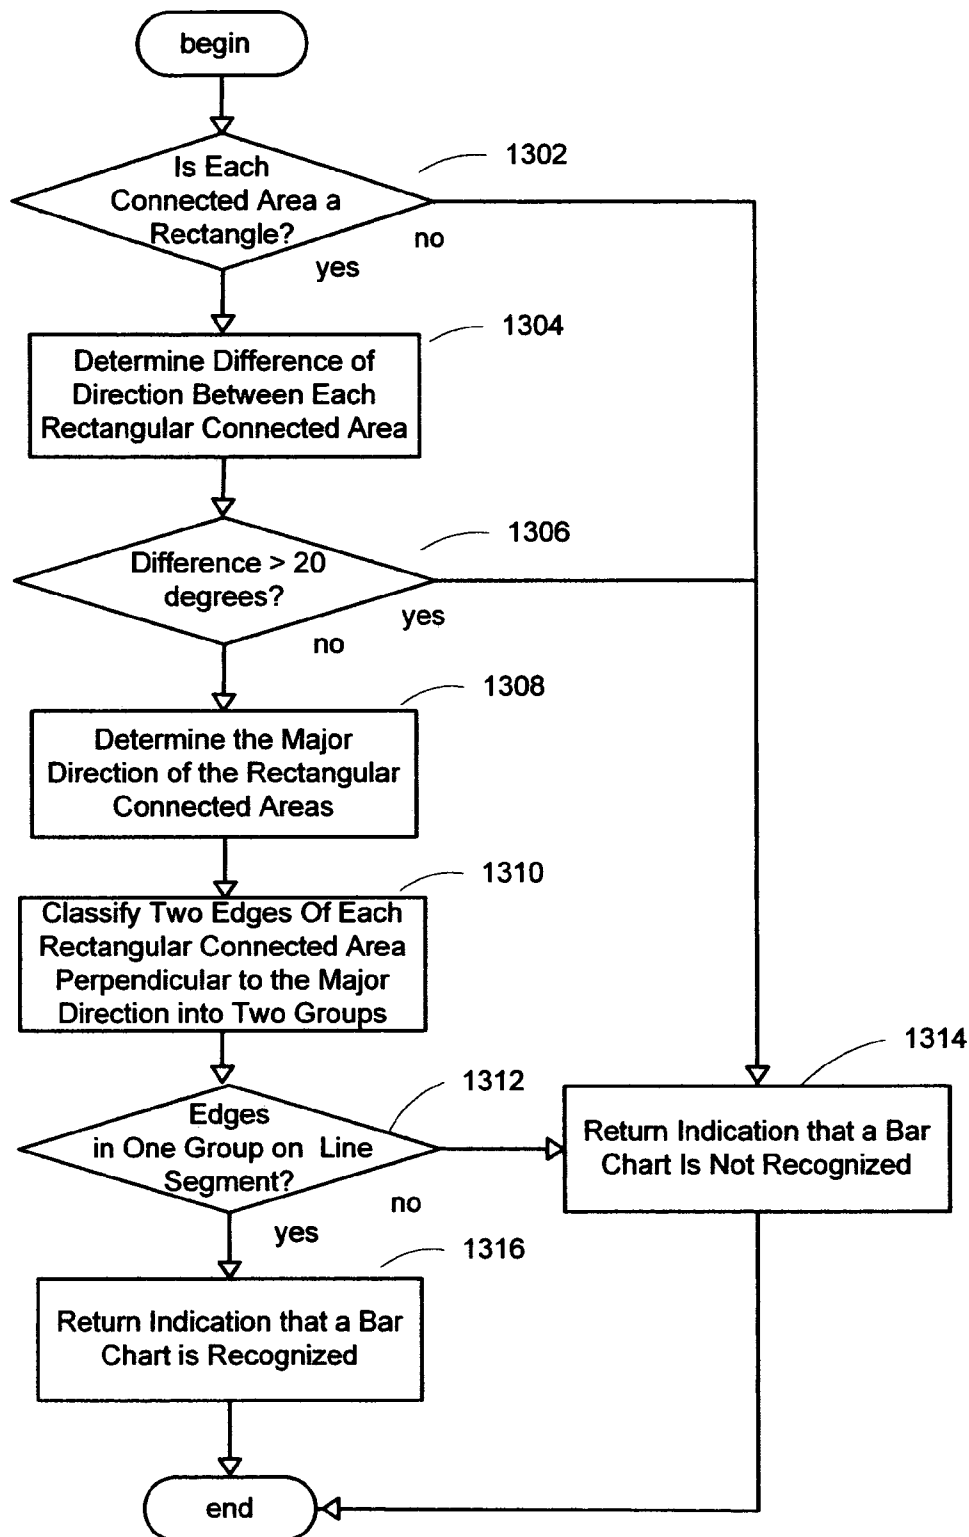 begin
1302
Is Each
Connected Area a
Rectangle?
no
yes
1304
Determine Difference of
Direction Between Each
Rectangular Connected Area
1306
Difference > 20
degrees?
yes
no
1308
Determine the Major
Direction of the Rectangular
Connected Areas
1310
Classify Two Edges Of Each
Rectangular Connected Area
Perpendicular to the Major
Direction into Two Groups
1314
1312
Edges
in One Group on Line
Segment?
no
yes
Return Indication that a Bar
Chart Is Not Recognized
1316
Return Indication that a Bar
Chart is Recognized
end